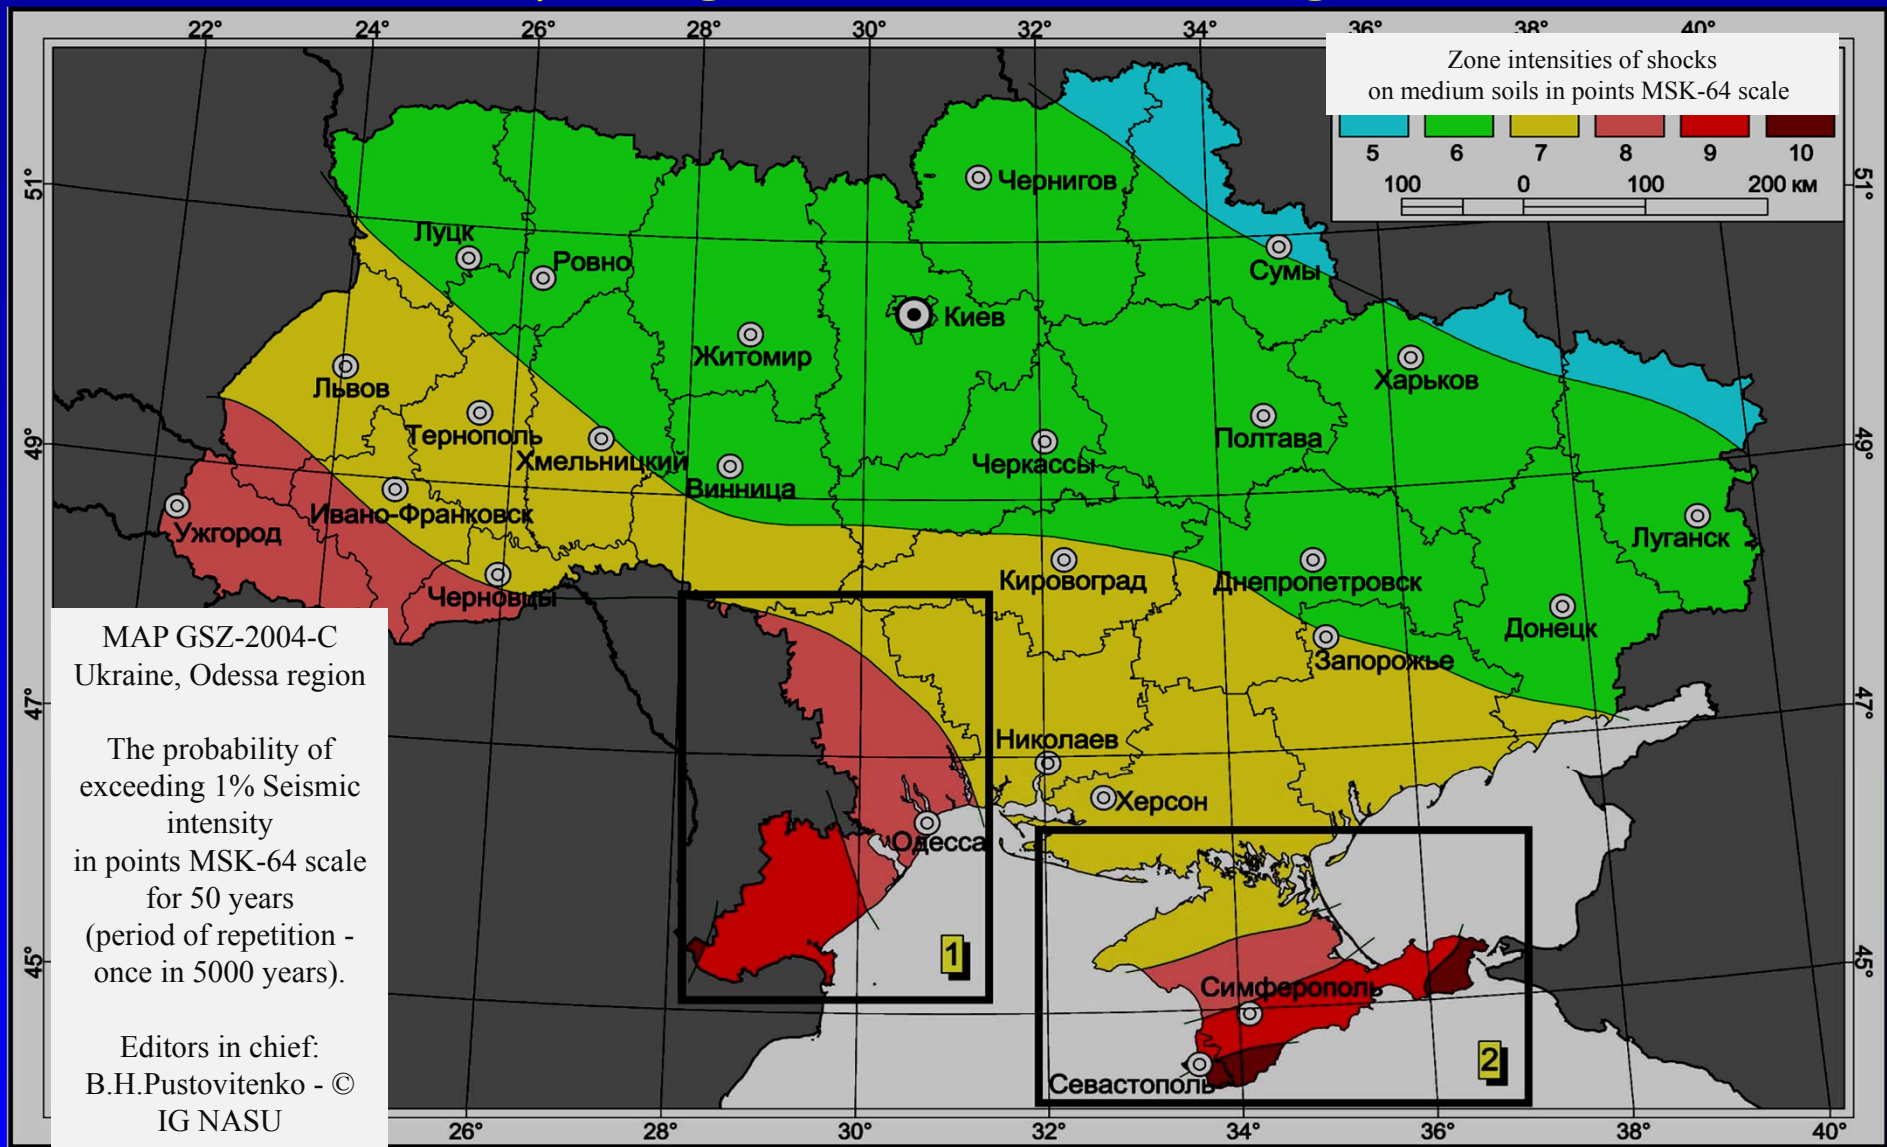 22° 24° 26° 28° 30° 32° 34° 36° 38° 40°
Zone intensities of shocks
on medium soils in points MSK-64 scale
5 6 7 8 9 10
100 0 100 200 км
51°
49°
47°
45°
51°
49°
47°
45°
Чернигов
Луцк
Ровно
Сумы
Киев
Житомир
Львов
Харьков
Тернополь
Полтава
Хмельницкий
Черкассы
Винница
Ивано-Франковск
Ужгород
Луганск
Кировоград
Днепропетровск
Черновцы
Донецк
Запорожье
Николаев
Херсон
Одесса
1
Симферополь
2
Севастополь
MAP GSZ-2004-C
Ukraine, Odessa region
The probability of
exceeding 1% Seismic
intensity
in points MSK-64 scale
for 50 years
(period of repetition -
once in 5000 years).
Editors in chief:
B.H.Pustovitenko - ©
IG NASU
26° 28° 30° 32° 34° 36° 38° 40°